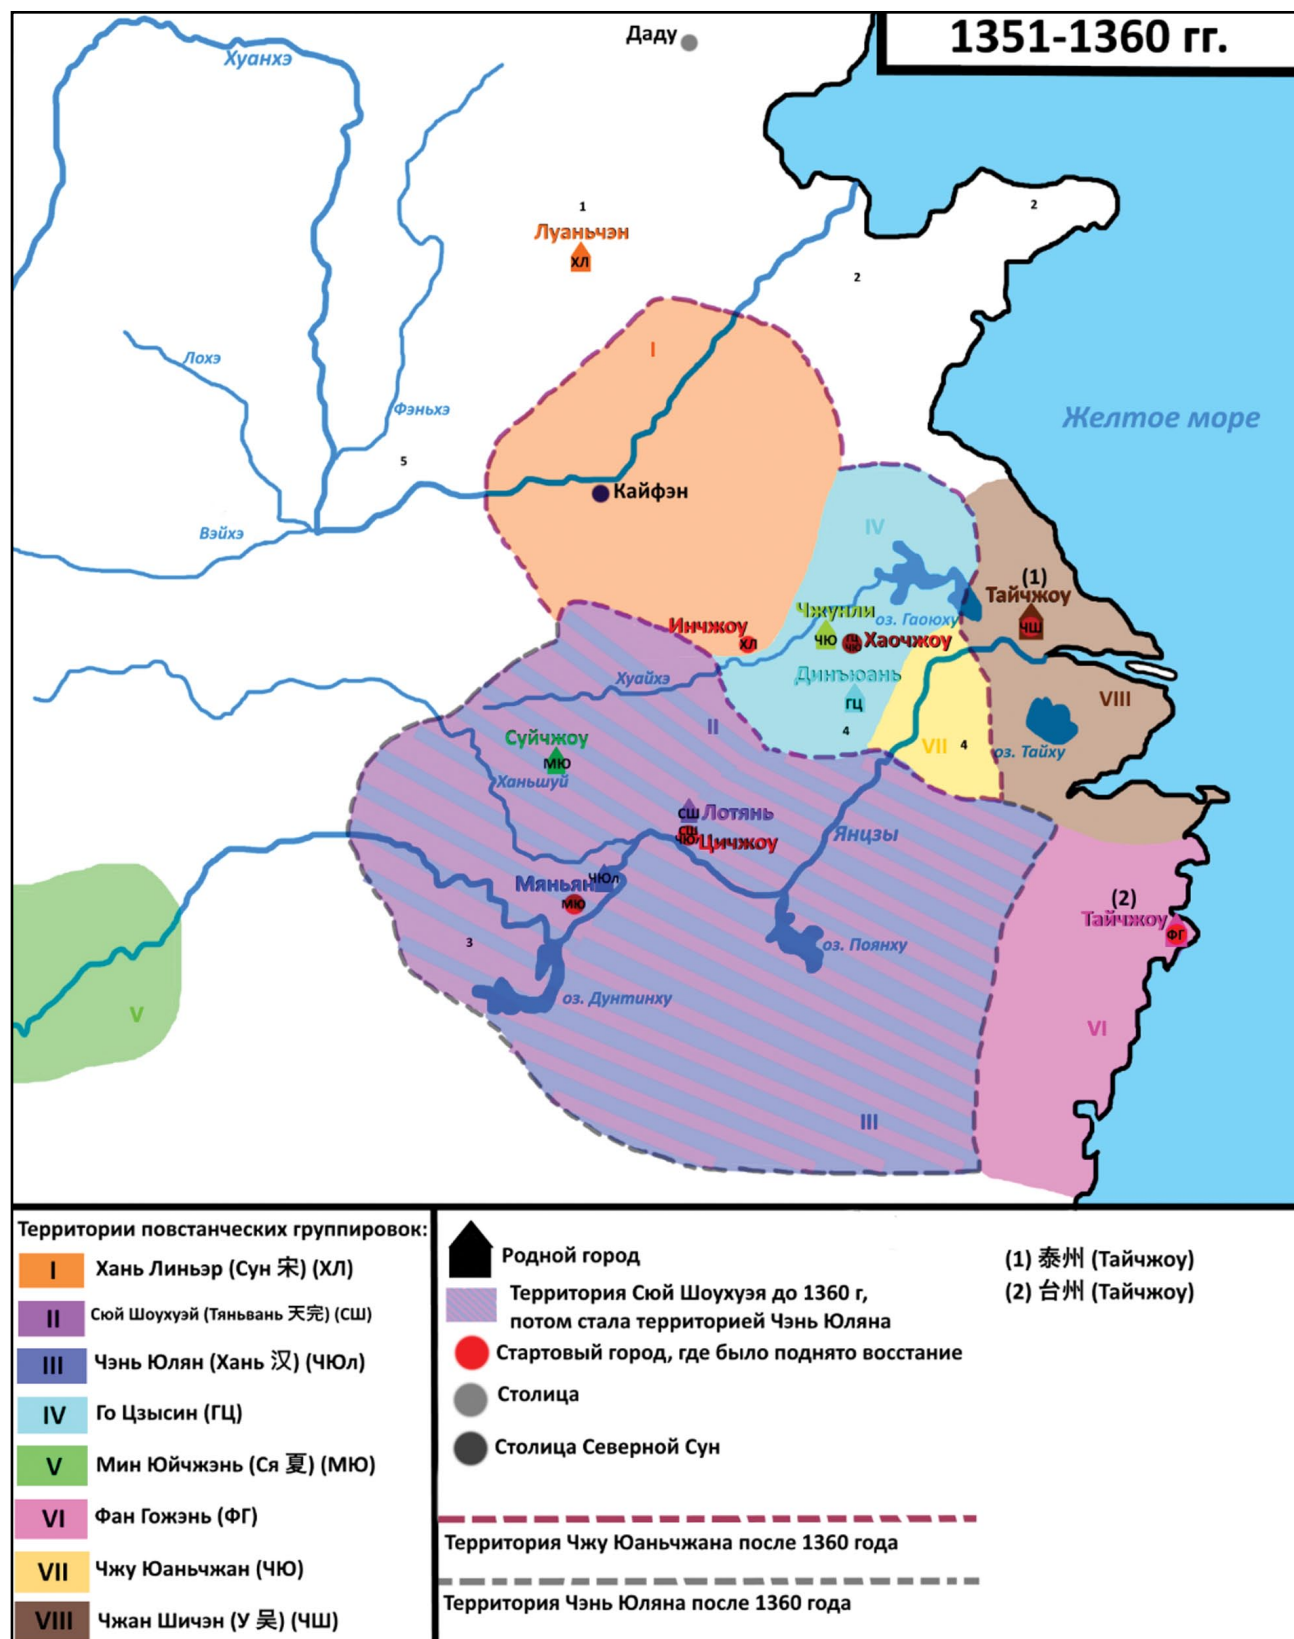 1351-1360 гг.
Даду
Хуанхэ
1
Луаньчэн
ХЛ
2
2
I
Лохэ
Фэньхэ
5
Вэйхэ
Кайфэн
Желтое море
IV
оз. Гаоюху
(1)
Тайчжоу
ЧШ
Чжунли
ЧЮ
Инчжоу
ХЛ
ГЦ
ЧЮ
Хаочжоу
Хуайхэ
Динъюань
ГЦ
4
II
VII
4
VIII
оз. Тайху
Суйчжоу
МЮ
Ханьшуй
СШ
Лотянь
СШ
ЧЮл
Цичжоу
Янцзы
Мяньян
ЧЮл
МЮ
3
оз. Поянху
оз. Дунтинху
(2)
Тайчжоу
ФГ
V
VI
III
Территории повстанческих группировок:
I Хань Линьэр (Сун 宋) (ХЛ)
II Сюй Шоухуэй (Тяньвань 天完) (СШ)
III Чэнь Юлян (Хань 汉) (ЧЮл)
IV Го Цзысин (ГЦ)
V Мин Юйчжэнь (Ся 夏) (МЮ)
VI Фан Гожэнь (ФГ)
VII Чжу Юаньчжан (ЧЮ)
VIII Чжан Шичэн (У 吴) (ЧШ)
Родной город
Территория Сюй Шоухуэя до 1360 г,
потом стала территорией Чэнь Юляна
Стартовый город, где было поднято восстание
Столица
Столица Северной Сун
Территория Чжу Юаньчжана после 1360 года
Территория Чэнь Юляна после 1360 года
(1) 泰州 (Тайчжоу)
(2) 台州 (Тайчжоу)